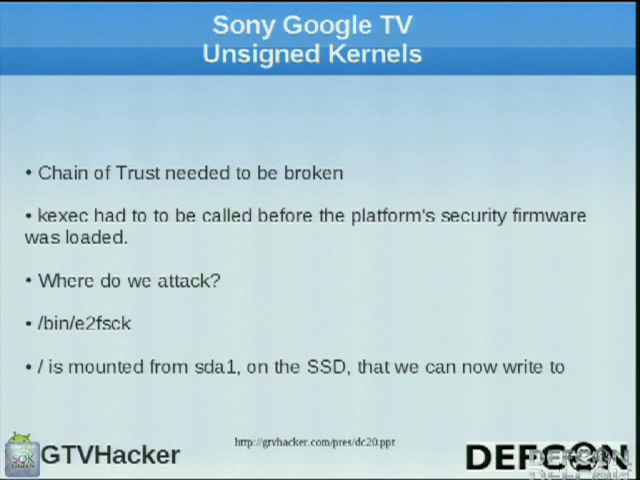 Sony Google TV
Unsigned Kernels
• Chain of Trust needed to be broken
• kexec had to to be called before the platform's security firmware
was loaded.
• Where do we attack?
• /bin/e2fsck
• / is mounted from sda1, on the SSD, that we can now write to
http://gtvhacker.com/pres/dc20.ppt
GTVHacker
DEFCON
DEFCON